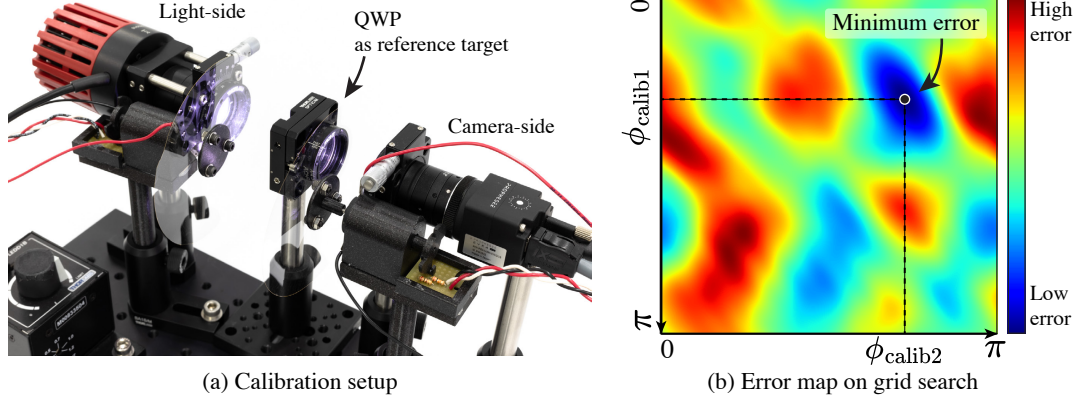 Light-side
QWP
as reference target
Camera-side
(a) Calibration setup
0
ϕcalib1
π
0
ϕcalib2
π
Minimum error
High
error
Low
error
(b) Error map on grid search